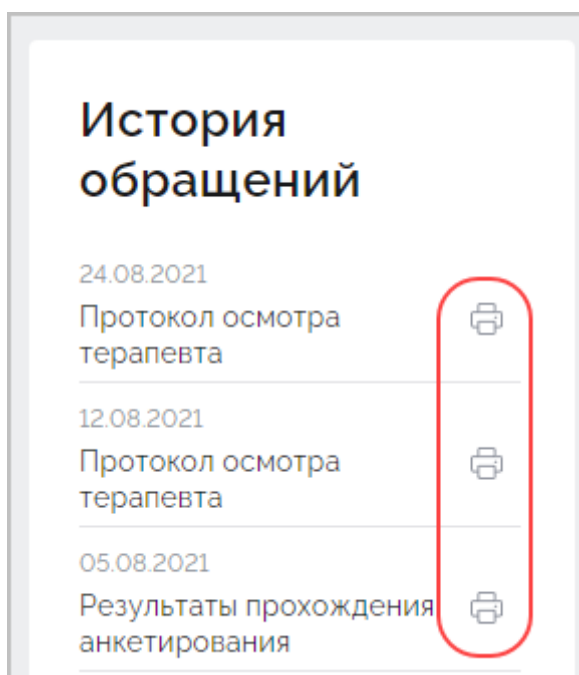 История
обращений
24.08.2021
Протокол осмотра
терапевта
12.08.2021
Протокол осмотра
терапевта
05.08.2021
Результаты прохождения
анкетирования